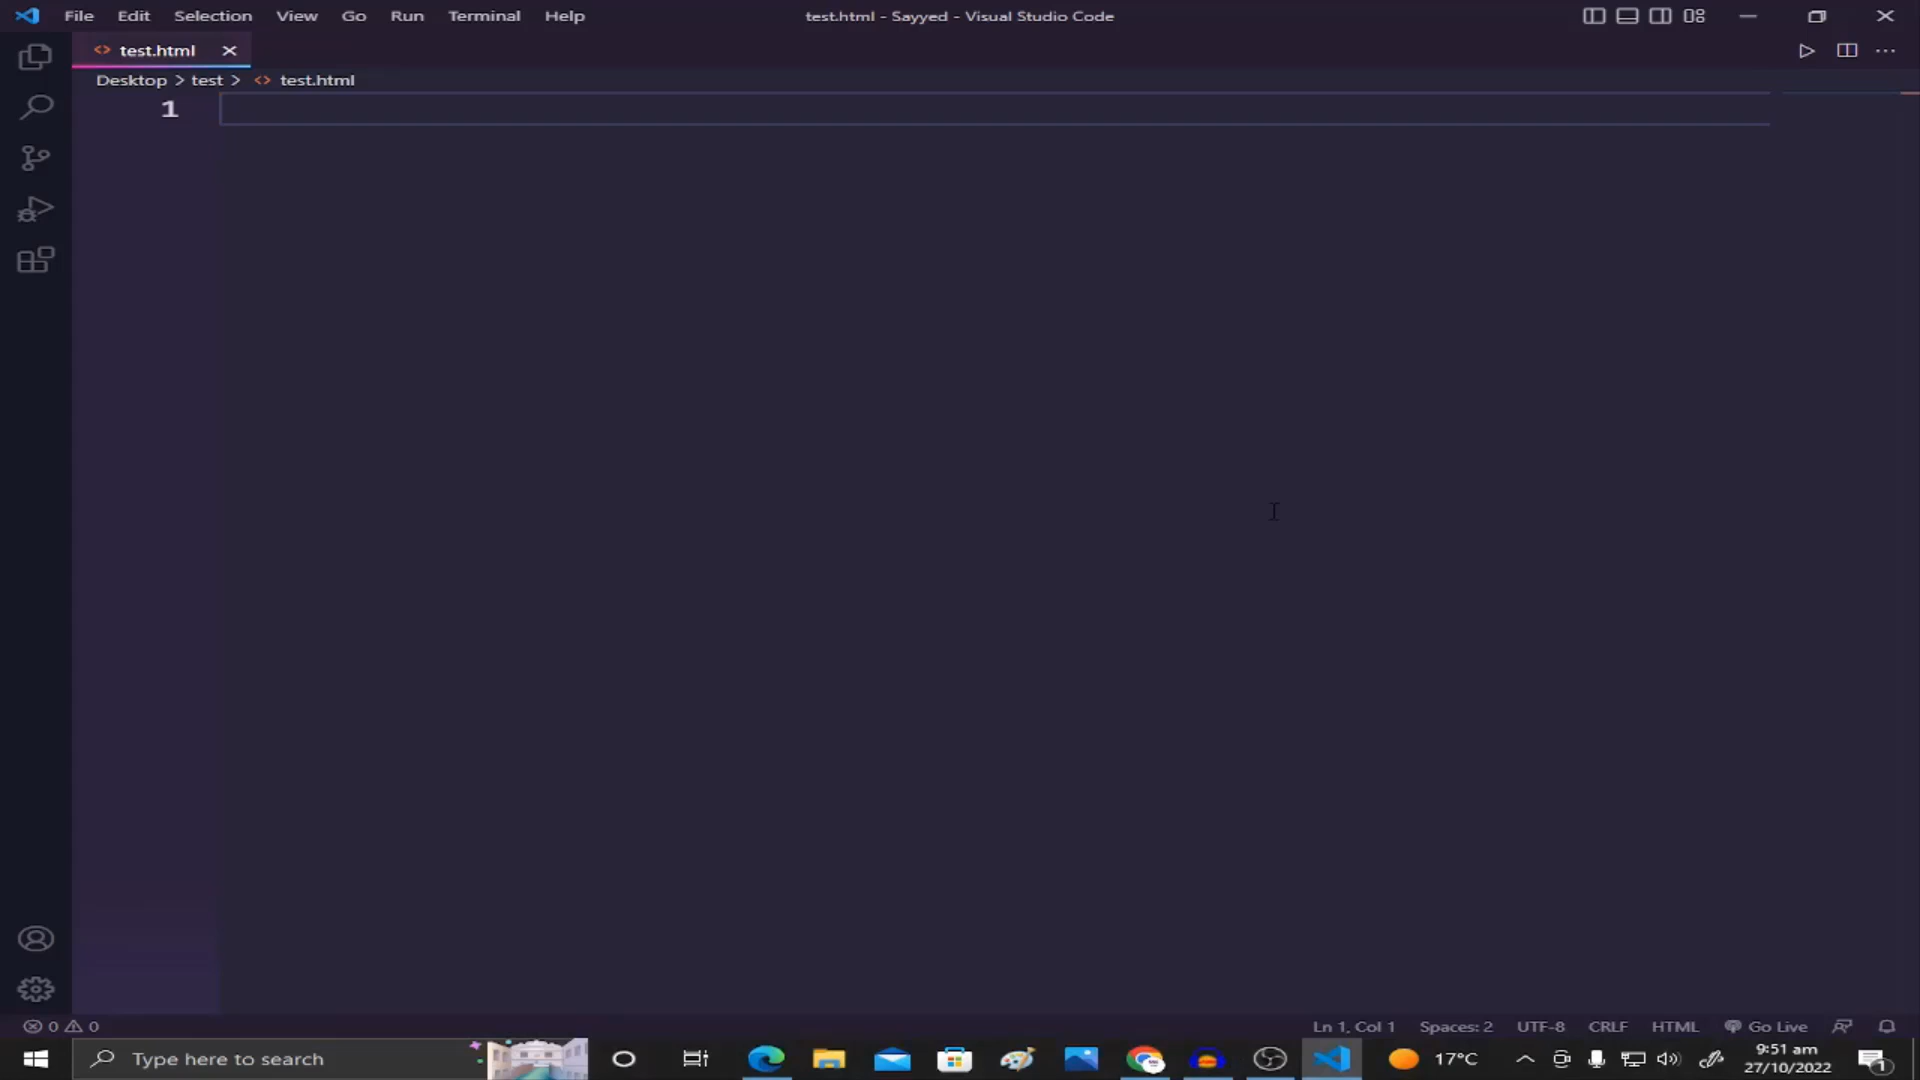 File Edit Selection View Go Run Terminal Help test.html - Sayyed - Visual Studio Code
test.html
Desktop > test > test.html
1
0 0 Ln 1, Col 1 Spaces: 2 UTF-8 CRLF HTML Go Live
Type here to search 17°C 9:51 am
27/10/2022 1